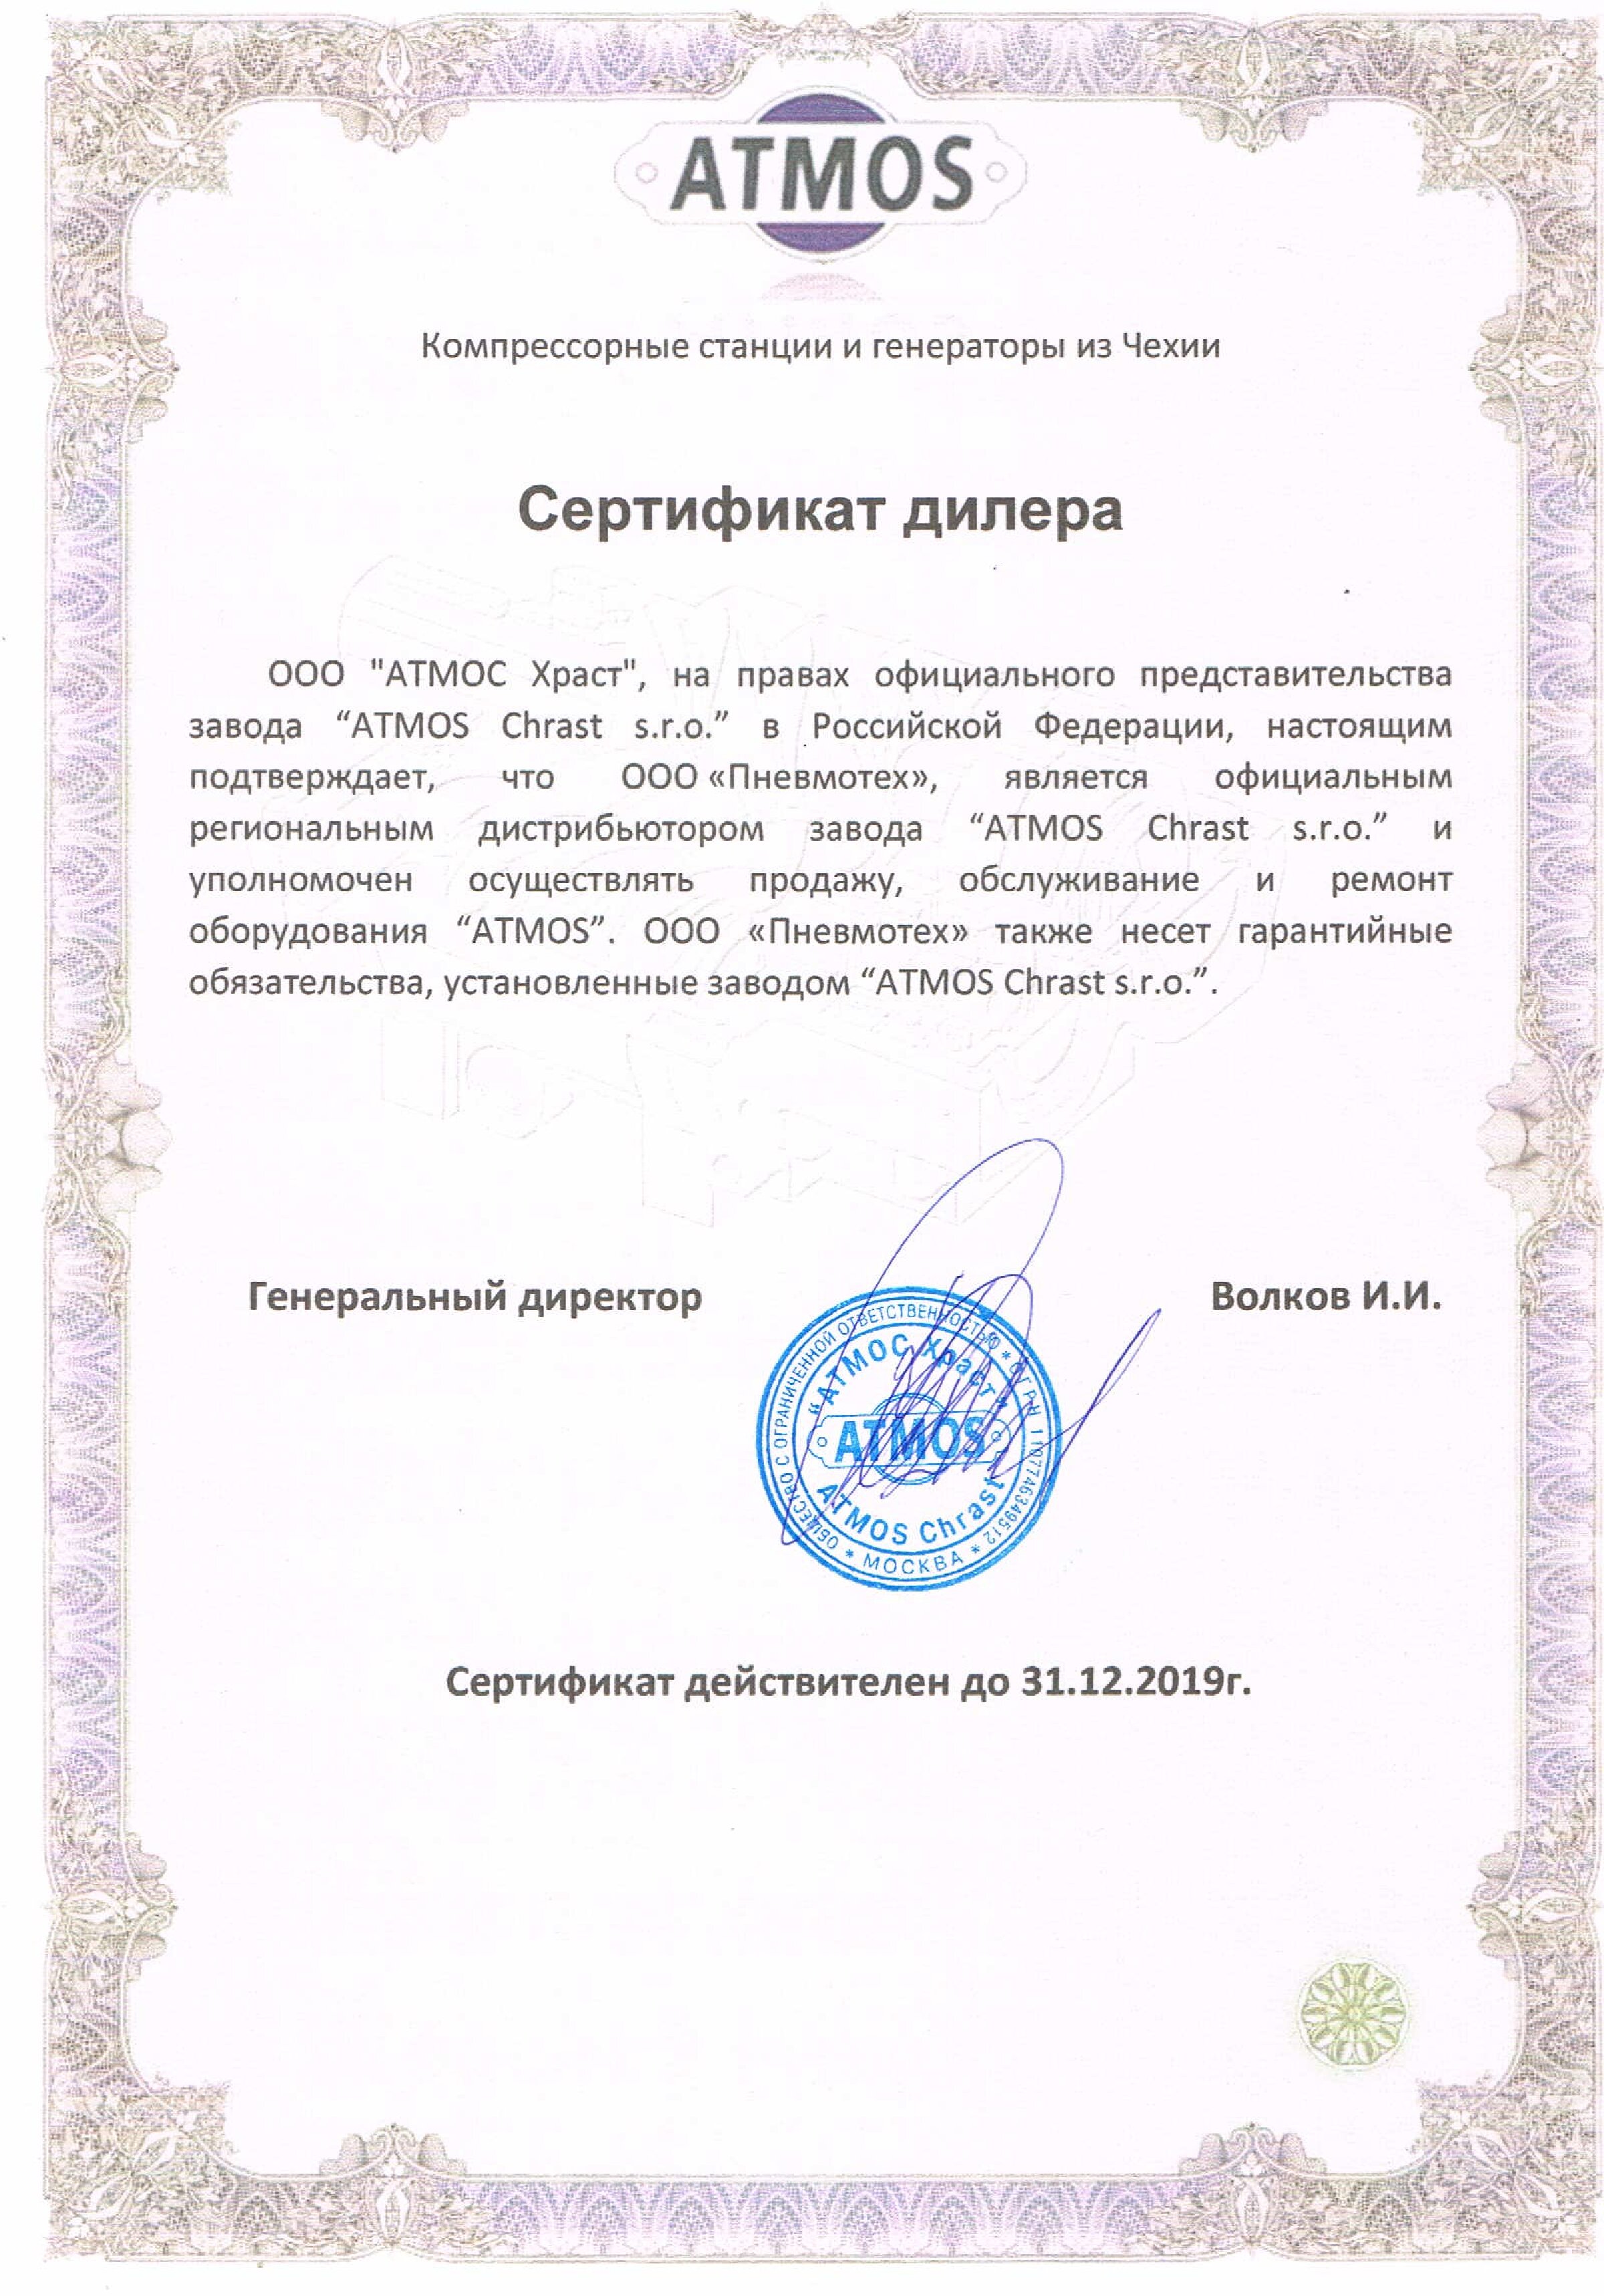 ATMOS
Компрессорные станции и генераторы из Чехии
Сертификат дилера
ООО "АТМОС Храст", на правах официального представительства
завода “ATMOS Chrast s.r.o.” в Российской Федерации, настоящим
подтверждает, что ООО «Пневмотех», является официальным
региональным дистрибьютором завода “ATMOS Chrast s.r.o.” и
уполномочен осуществлять продажу, обслуживание и ремонт
оборудования “ATMOS”. ООО «Пневмотех» также несет гарантийные
обязательства, установленные заводом “ATMOS Chrast s.r.o.”.
Генеральный директор
Волков И.И.
ОБЩЕСТВО С ОГРАНИЧЕННОЙ ОТВЕТСТВЕННОСТЬЮ * ОГРН 1107746349512 * МОСКВА *
“АТМОС Храст”
ATMOS
ATMOS Chrast
Сертификат действителен до 31.12.2019г.